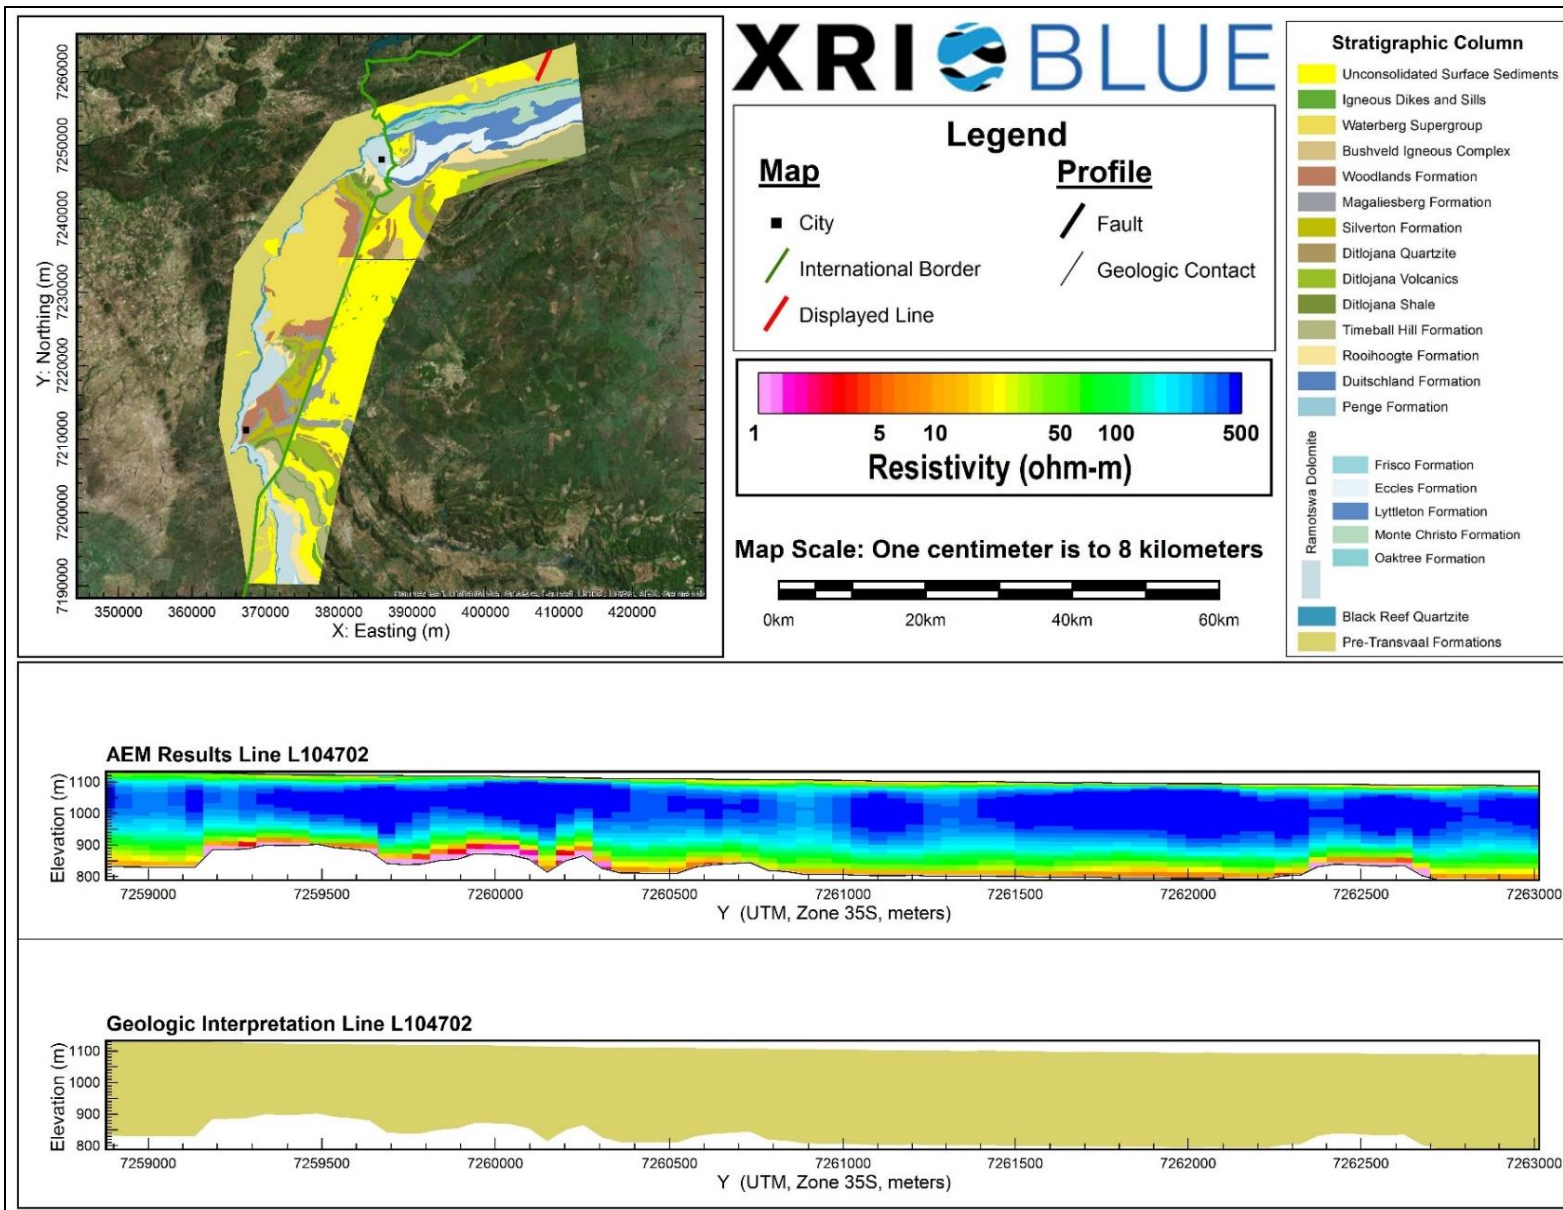 7260000
7250000
7240000
7230000
7220000
7210000
7200000
7190000
Y: Northing (m)
350000 360000 370000 380000 390000 400000 410000 420000
X: Easting (m)
XRI BLUE
Legend
Map
City
International Border
Displayed Line
Profile
Fault
Geologic Contact
1 5 10 50 100 500
Resistivity (ohm-m)
Map Scale: One centimeter is to 8 kilometers
0km 20km 40km 60km
Stratigraphic Column
Unconsolidated Surface Sediments
Igneous Dikes and Sills
Waterberg Supergroup
Bushveld Igneous Complex
Woodlands Formation
Magaliesberg Formation
Silverton Formation
Ditlojana Quartzite
Ditlojana Volcanics
Ditlojana Shale
Timeball Hill Formation
Rooihoogte Formation
Duitschland Formation
Penge Formation
Ramotswa Dolomite
Frisco Formation
Eccles Formation
Lyttleton Formation
Monte Christo Formation
Oaktree Formation
Black Reef Quartzite
Pre-Transvaal Formations
AEM Results Line L104702
Elevation (m)
1100
1000
900
800
7259000 7259500 7260000 7260500 7261000 7261500 7262000 7262500 7263000
Y (UTM, Zone 35S, meters)
Geologic Interpretation Line L104702
Elevation (m)
1100
1000
900
800
7259000 7259500 7260000 7260500 7261000 7261500 7262000 7262500 7263000
Y (UTM, Zone 35S, meters)